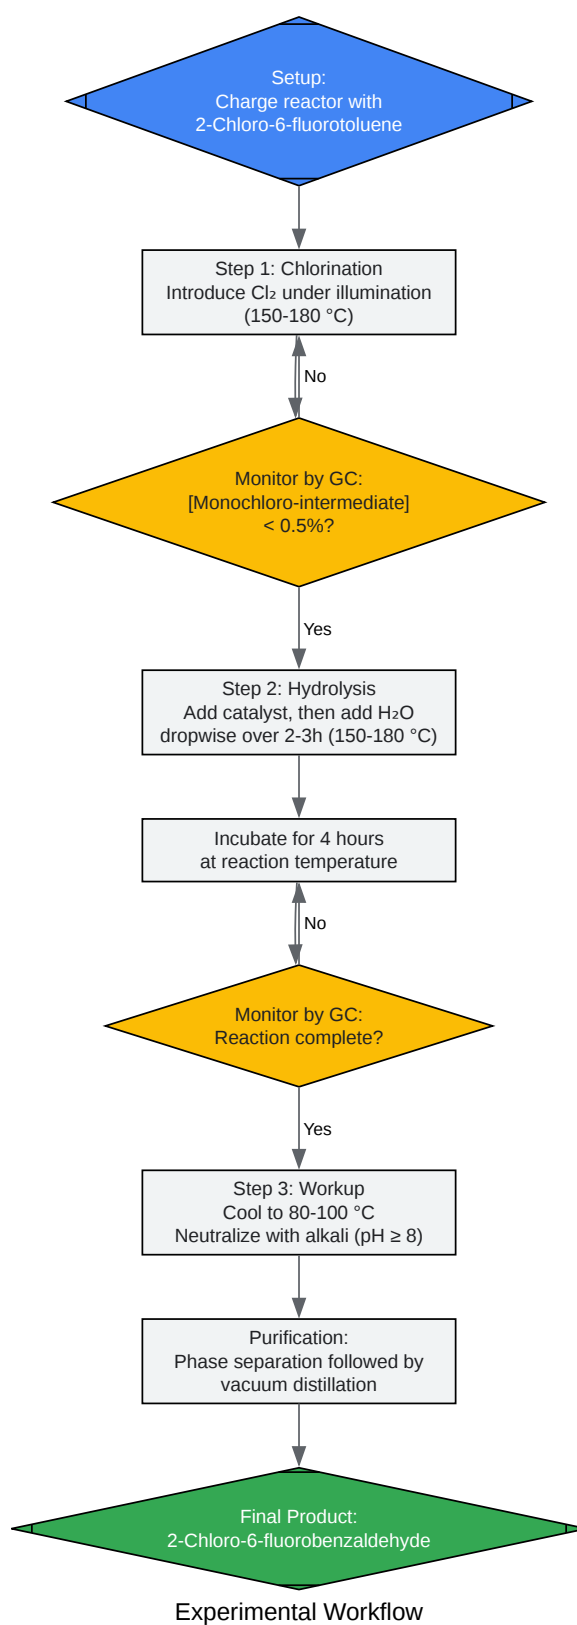 Setup:
Charge reactor with
2-Chloro-6-fluorotoluene
Step 1: Chlorination
Introduce Cl₂ under illumination
(150-180 °C)
No
Monitor by GC:
[Monochloro-intermediate]
< 0.5%?
Yes
Step 2: Hydrolysis
Add catalyst, then add H₂O
dropwise over 2-3h (150-180 °C)
Incubate for 4 hours
at reaction temperature
No
Monitor by GC:
Reaction complete?
Yes
Step 3: Workup
Cool to 80-100 °C
Neutralize with alkali (pH ≥ 8)
Purification:
Phase separation followed by
vacuum distillation
Final Product:
2-Chloro-6-fluorobenzaldehyde
Experimental Workflow